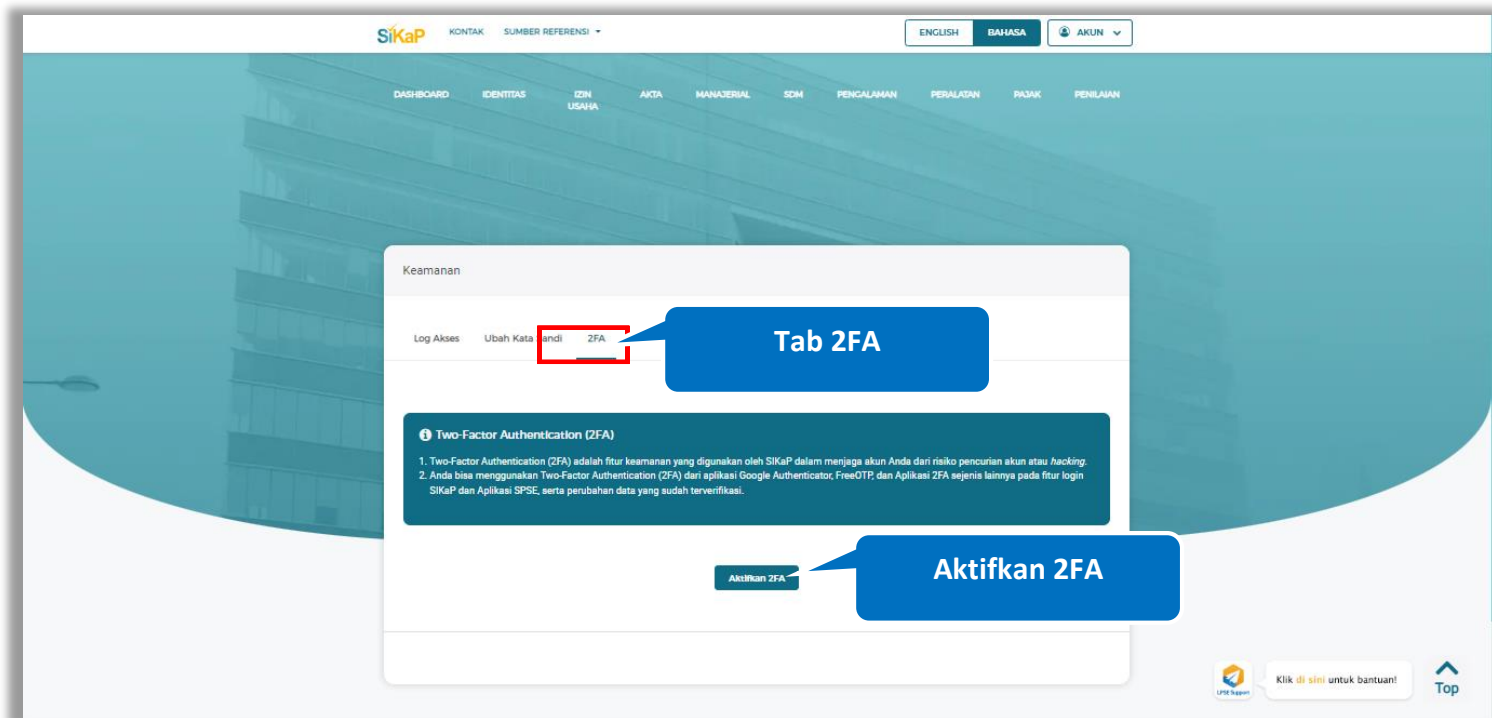 SiKaP KONTAK SUMBER REFERENSI ENGLISH BAHASA AKUN
DASHBOARD IDENTITAS IZIN USAHA AKTA MANAJERIAL SDM PENGALAMAN PERALATAN PAJAK PENILAIAN
Keamanan
Log Akses Ubah Kata Sandi 2FA
Tab 2FA
Two-Factor Authentication (2FA)
1. Two-Factor Authentication (2FA) adalah fitur keamanan yang digunakan oleh SIKaP dalam menjaga akun Anda dari risiko pencurian akun atau hacking.
2. Anda bisa menggunakan Two-Factor Authentication (2FA) dari aplikasi Google Authenticator, FreeOTP, dan Aplikasi 2FA sejenis lainnya pada fitur login
SIKaP dan Aplikasi SPSE, serta perubahan data yang sudah terverifikasi.
Aktifkan 2FA
Aktifkan 2FA
LPSE Support
Klik di sini untuk bantuan!
Top